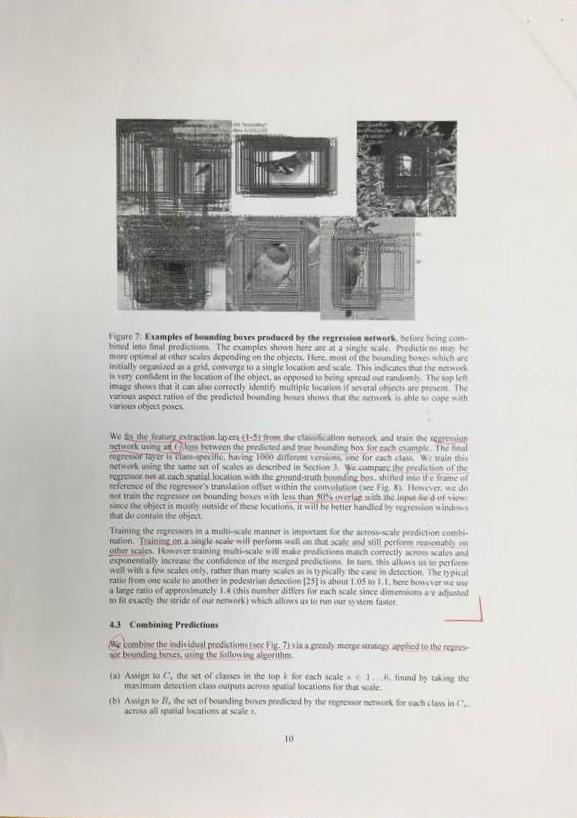 Figure 7: Examples of bounding boxes produced by the regression network, before being com-
bined into final predictions. The examples shown here are at a single scale. Predictions may be
more optimal at other scales depending on the objects. Here, most of the bounding boxes which are
initially organized as a grid, converge to a single location and scale. This indicates that the network
is very confident in the location of the object, as opposed to being spread out randomly. The top left
image shows that it can also correctly identify multiple location if several objects are present. The
various aspect ratios of the predicted bounding boxes shows that the network is able to cope with
various object poses.
We fix the feature extraction layers (1-5) from the classification network and train the regression
network using an ℓ2 loss between the predicted and true bounding box for each example. The final
regressor layer is class-specific, having 1000 different versions, one for each class. We train this
network using the same set of scales as described in Section 3. We compare the prediction of the
regressor net at each spatial location with the ground-truth bounding box, shifted into the frame of
reference of the regressor's translation offset within the convolution (see Fig. 8). However, we do
not train the regressor on bounding boxes with less than 50% overlap with the input field of view:
since the object is mostly outside of these locations, it will be better handled by regression windows
that do contain the object.
Training the regressors in a multi-scale manner is important for the across-scale prediction combi-
nation. Training on a single scale will perform well on that scale and still perform reasonably on
other scales. However training multi-scale will make predictions match correctly across scales and
exponentially increase the confidence of the merged predictions. In turn, this allows us to perform
well with a few scales only, rather than many scales as is typically the case in detection. The typical
ratio from one scale to another in pedestrian detection [25] is about 1.05 to 1.1, here however we use
a large ratio of approximately 1.4 (this number differs for each scale since dimensions are adjusted
to fit exactly the stride of our network) which allows us to run our system faster.
4.3 Combining Predictions
We combine the individual predictions (see Fig. 7) via a greedy merge strategy applied to the regres-
sor bounding boxes, using the following algorithm.
(a) Assign to Cs the set of classes in the top k for each scale s ∈ 1...6, found by taking the
maximum detection class outputs across spatial locations for that scale.
(b) Assign to Bs the set of bounding boxes predicted by the regressor network for each class in Cs,
across all spatial locations at scale s.
10